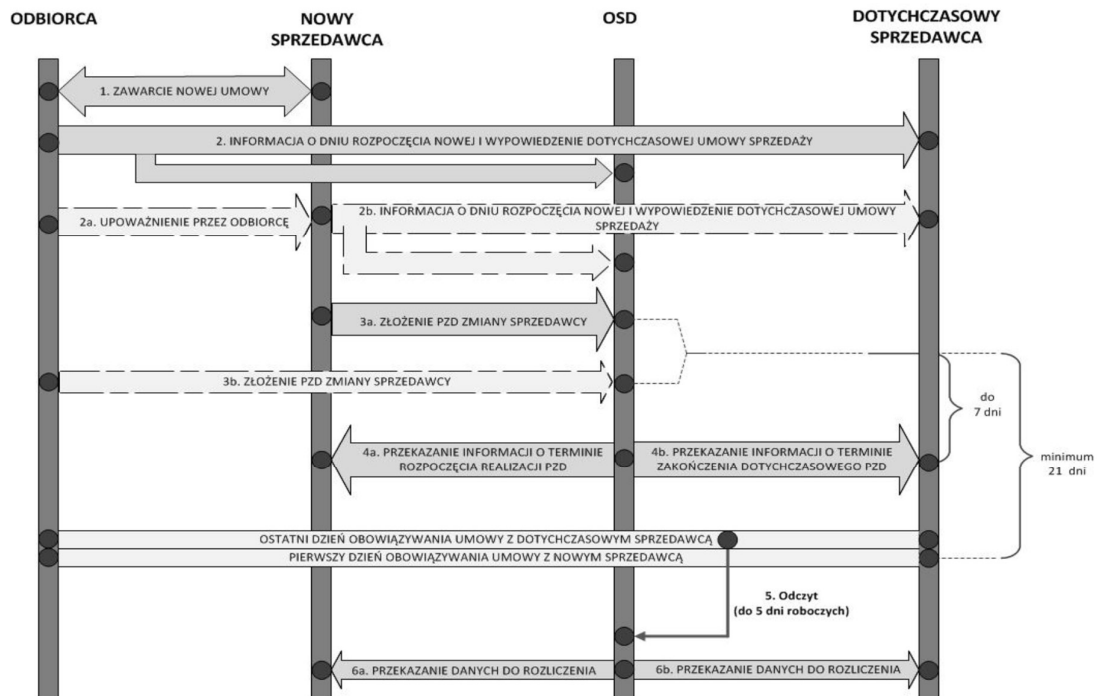 ODBIORCA
NOWY
SPRZEDAWCA
OSD
DOTYCHCZASOWY
SPRZEDAWCA
1. ZAWARCIE NOWEJ UMOWY
2. INFORMACJA O DNIU ROZPOCZĘCIA NOWEJ I WYPOWIEDZENIE DOTYCHCZASOWEJ UMOWY SPRZEDAŻY
2a. UPOWAŻNIENIE PRZEZ ODBIORCĘ
2b. INFORMACJA O DNIU ROZPOCZĘCIA NOWEJ I WYPOWIEDZENIE DOTYCHCZASOWEJ UMOWY
SPRZEDAŻY
3a. ZŁOŻENIE PZD ZMIANY SPRZEDAWCY
3b. ZŁOŻENIE PZD ZMIANY SPRZEDAWCY
do
7 dni
4a. PRZEKAZANIE INFORMACJI O TERMINIE
ROZPOCZĘCIA REALIZACJI PZD
4b. PRZEKAZANIE INFORMACJI O TERMINIE
ZAKOŃCZENIA DOTYCHCZASOWEGO PZD
minimum
21 dni
OSTATNI DZIEŃ OBOWIĄZYWANIA UMOWY Z DOTYCHCZASOWYM SPRZEDAWCĄ
PIERWSZY DZIEŃ OBOWIĄZYWANIA UMOWY Z NOWYM SPRZEDAWCĄ
5. Odczyt
(do 5 dni roboczych)
6a. PRZEKAZANIE DANYCH DO ROZLICZENIA
6b. PRZEKAZANIE DANYCH DO ROZLICZENIA